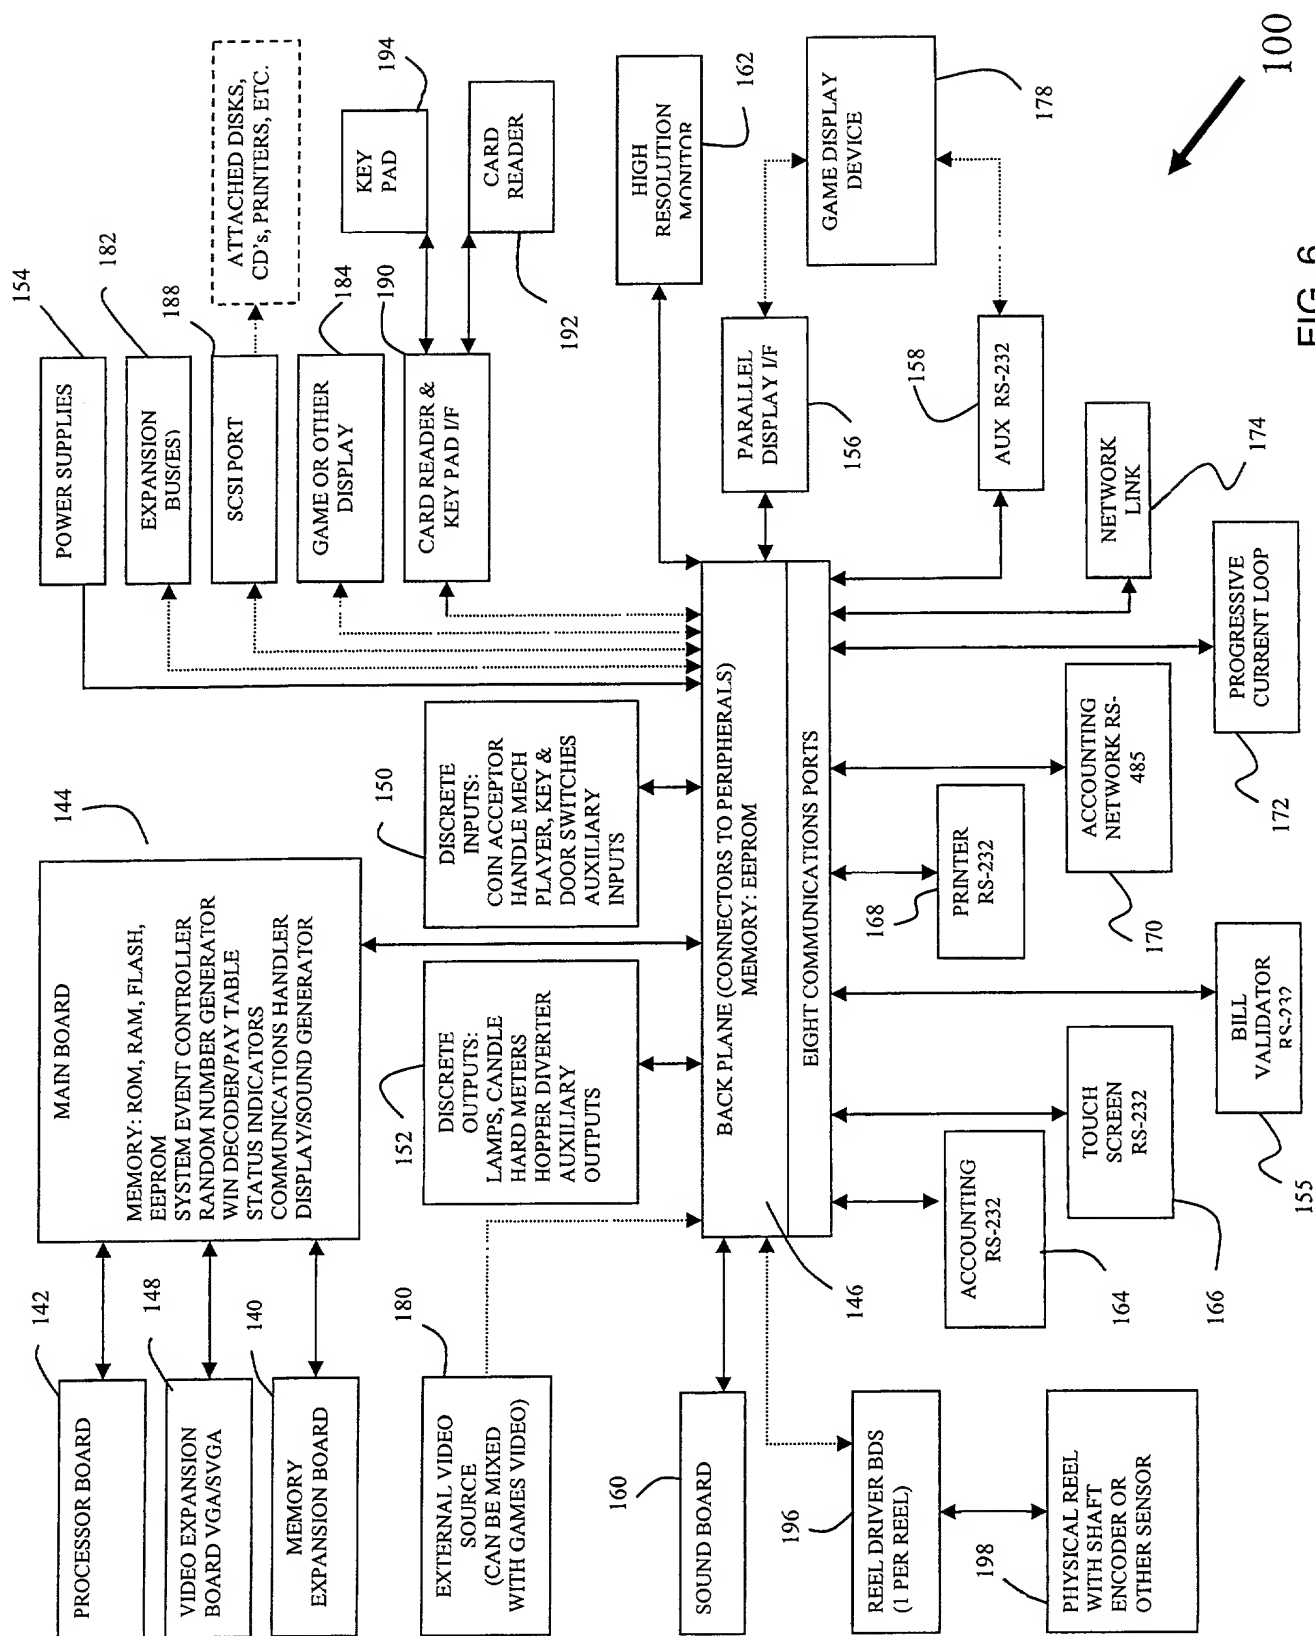 142
PROCESSOR BOARD
148
VIDEO EXPANSION
BOARD VGA/SVGA
140
MEMORY
EXPANSION BOARD
144
MAIN BOARD
MEMORY: ROM, RAM, FLASH,
EEPROM
SYSTEM EVENT CONTROLLER
RANDOM NUMBER GENERATOR
WIN DECODER/PAY TABLE
STATUS INDICATORS
COMMUNICATIONS HANDLER
DISPLAY/SOUND GENERATOR
154
POWER SUPPLIES
182
EXPANSION
BUS(ES)
188
SCSI PORT
ATTACHED DISKS,
CD's, PRINTERS, ETC.
184
GAME OR OTHER
DISPLAY
190
CARD READER &
KEY PAD I/F
194
KEY
PAD
CARD
READER
192
180
EXTERNAL VIDEO
SOURCE
(CAN BE MIXED
WITH GAMES VIDEO)
152
DISCRETE
OUTPUTS:
LAMPS, CANDLE
HARD METERS
HOPPER DIVERTER
AUXILIARY
OUTPUTS
150
DISCRETE
INPUTS:
COIN ACCEPTOR
HANDLE MECH
PLAYER, KEY &
DOOR SWITCHES
AUXILIARY
INPUTS
HIGH
RESOLUTION
MONITOR
162
160
SOUND BOARD
BACK PLANE (CONNECTORS TO PERIPHERALS)
MEMORY: EEPROM
EIGHT COMMUNICATIONS PORTS
146
PARALLEL
DISPLAY I/F
156
GAME DISPLAY
DEVICE
178
158
AUX RS-232
196
REEL DRIVER BDS
(1 PER REEL)
198
PHYSICAL REEL
WITH SHAFT
ENCODER OR
OTHER SENSOR
ACCOUNTING
RS-232
164
TOUCH
SCREEN
RS-232
166
BILL
VALIDATOR
RS-232
155
168
PRINTER
RS-232
ACCOUNTING
NETWORK RS-
485
170
PROGRESSIVE
CURRENT LOOP
172
NETWORK
LINK
174
100
FIG. 6